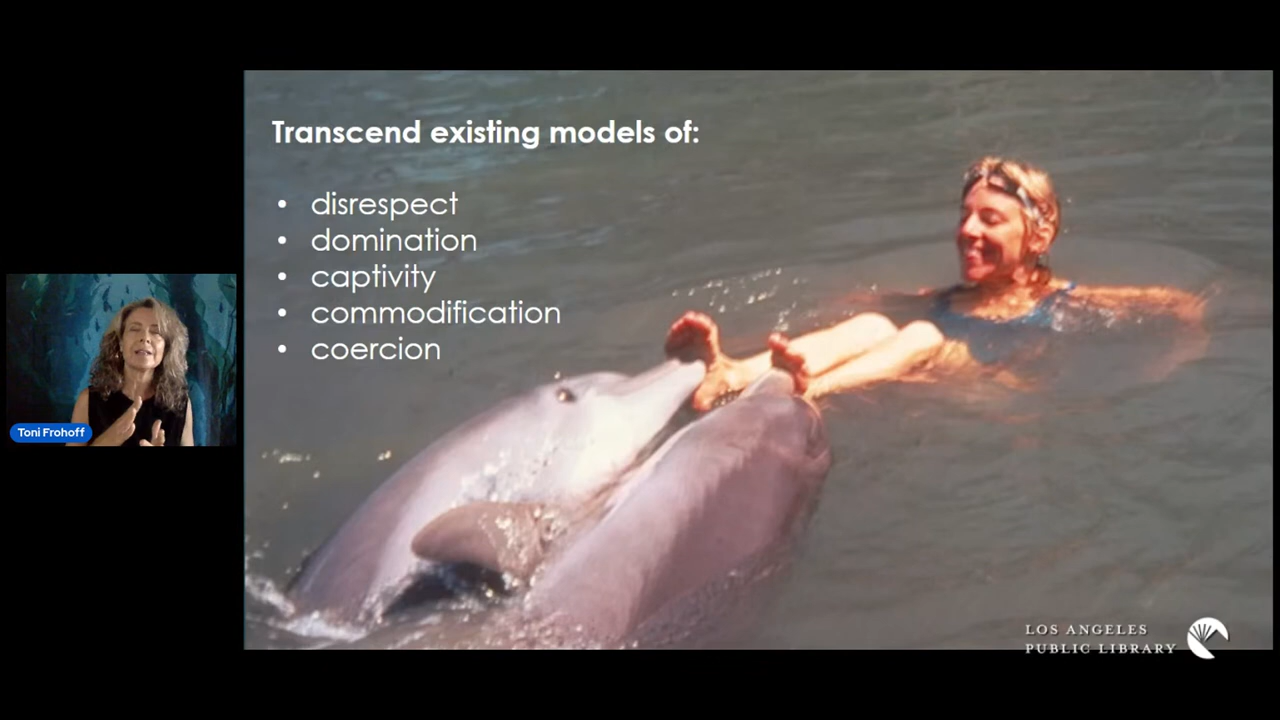 Transcend existing models of:
• disrespect
• domination
• captivity
• commodification
• coercion
Toni Frohoff
LOS ANGELES
PUBLIC LIBRARY